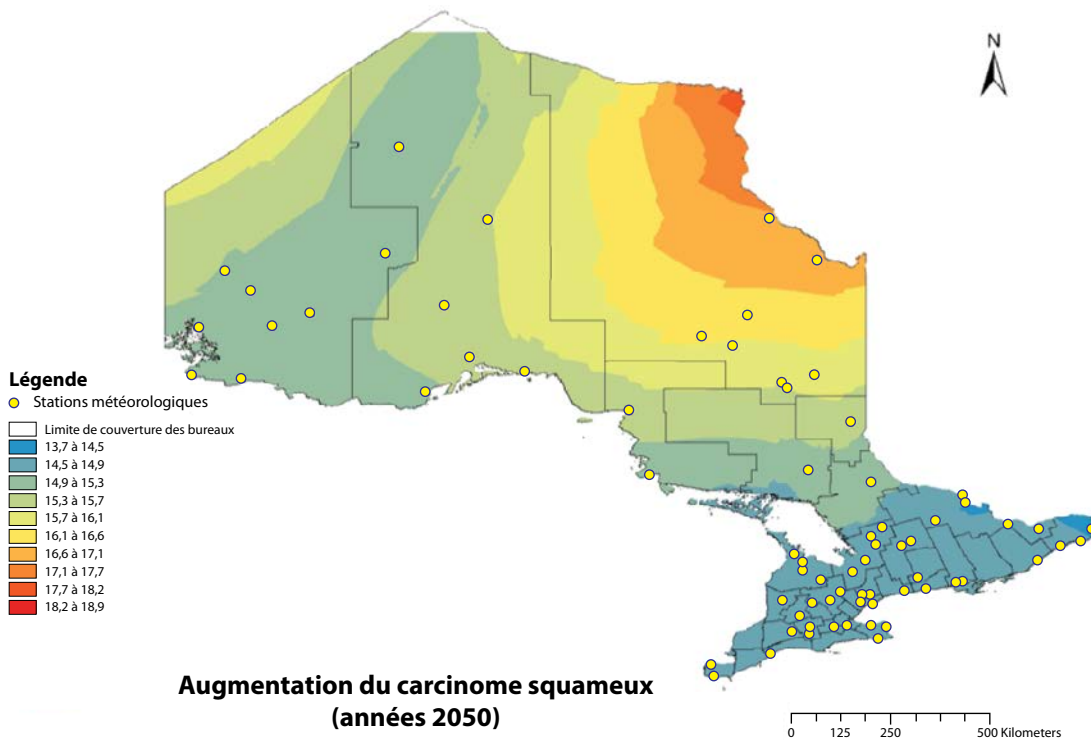 N
Légende
Stations météorologiques
Limite de couverture des bureaux
13,7 à 14,5
14,5 à 14,9
14,9 à 15,3
15,3 à 15,7
15,7 à 16,1
16,1 à 16,6
16,6 à 17,1
17,1 à 17,7
17,7 à 18,2
18,2 à 18,9
Augmentation du carcinome squameux
(années 2050)
0 125 250 500 Kilometers